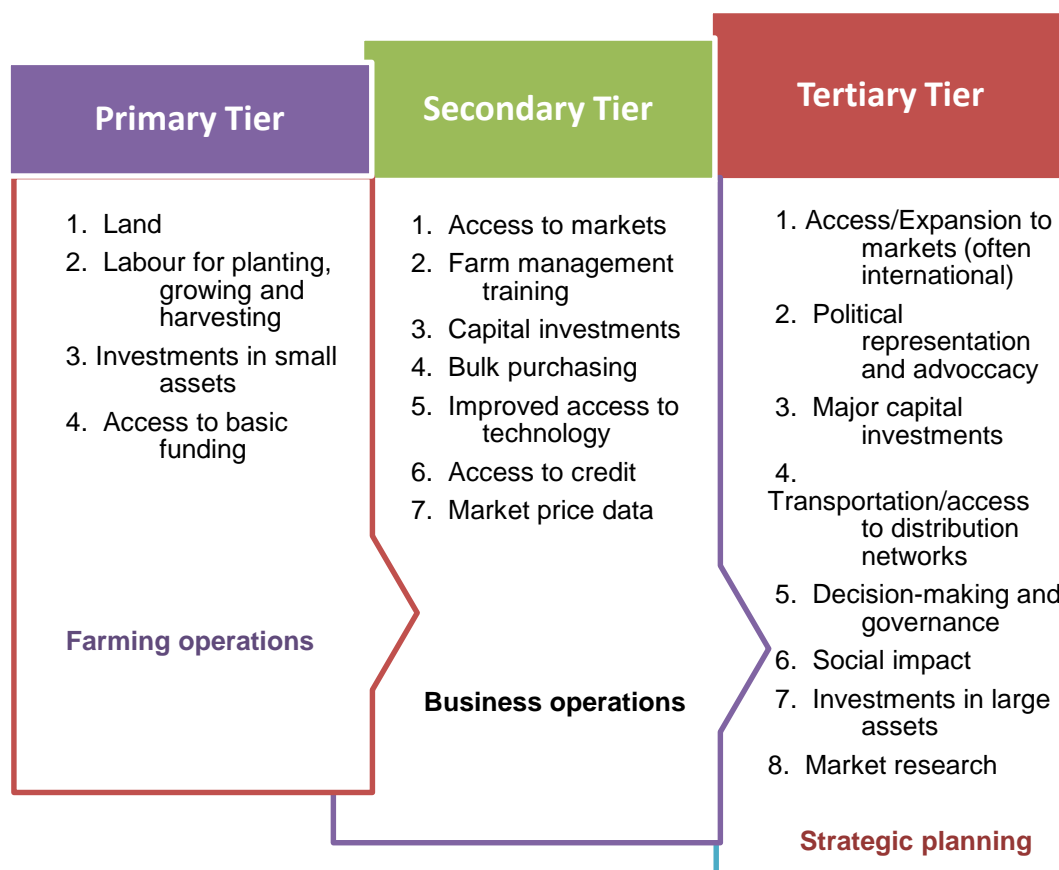 Primary Tier
1. Land
2. Labour for planting,
growing and
harvesting
3. Investments in small
assets
4. Access to basic
funding
Farming operations
Secondary Tier
1. Access to markets
2. Farm management
training
3. Capital investments
4. Bulk purchasing
5. Improved access to
technology
6. Access to credit
7. Market price data
Business operations
Tertiary Tier
1. Access/Expansion to
markets (often
international)
2. Political
representation
and advoccacy
3. Major capital
investments
4.
Transportation/access
to distribution
networks
5. Decision-making and
governance
6. Social impact
7. Investments in large
assets
8. Market research
Strategic planning